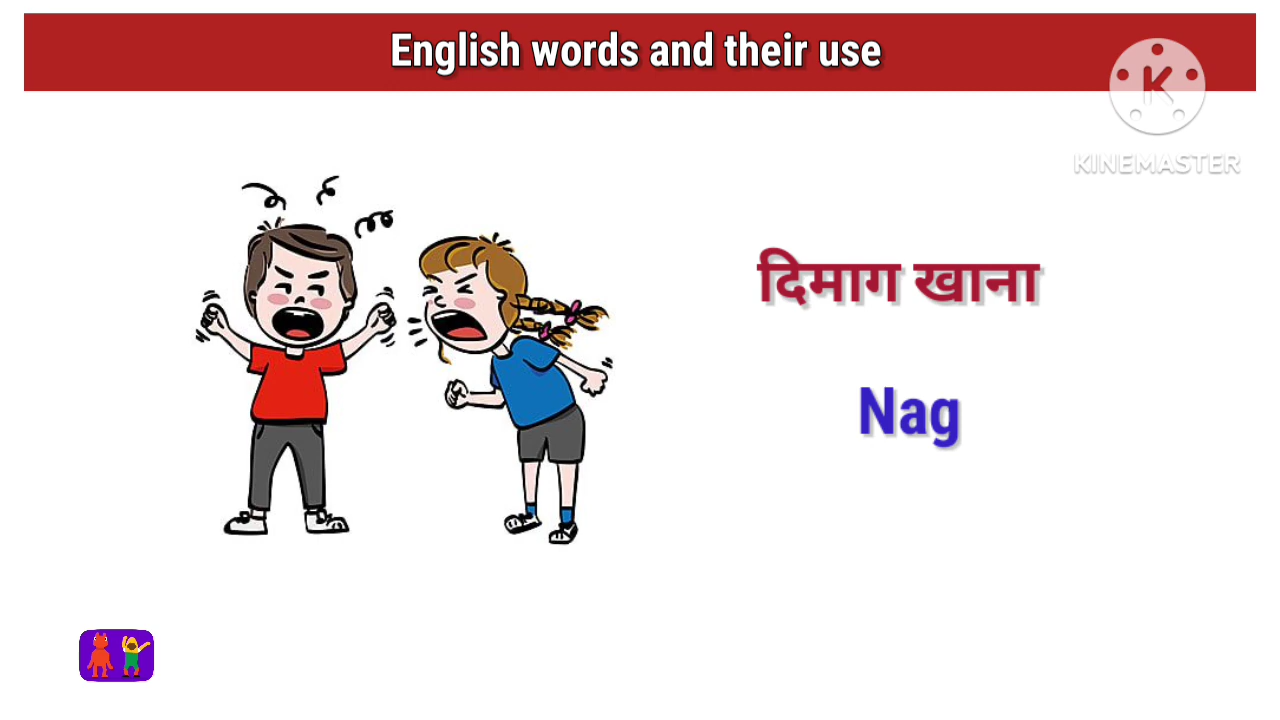 English words and their use
K
KINEMASTER
दिमाग खाना
Nag